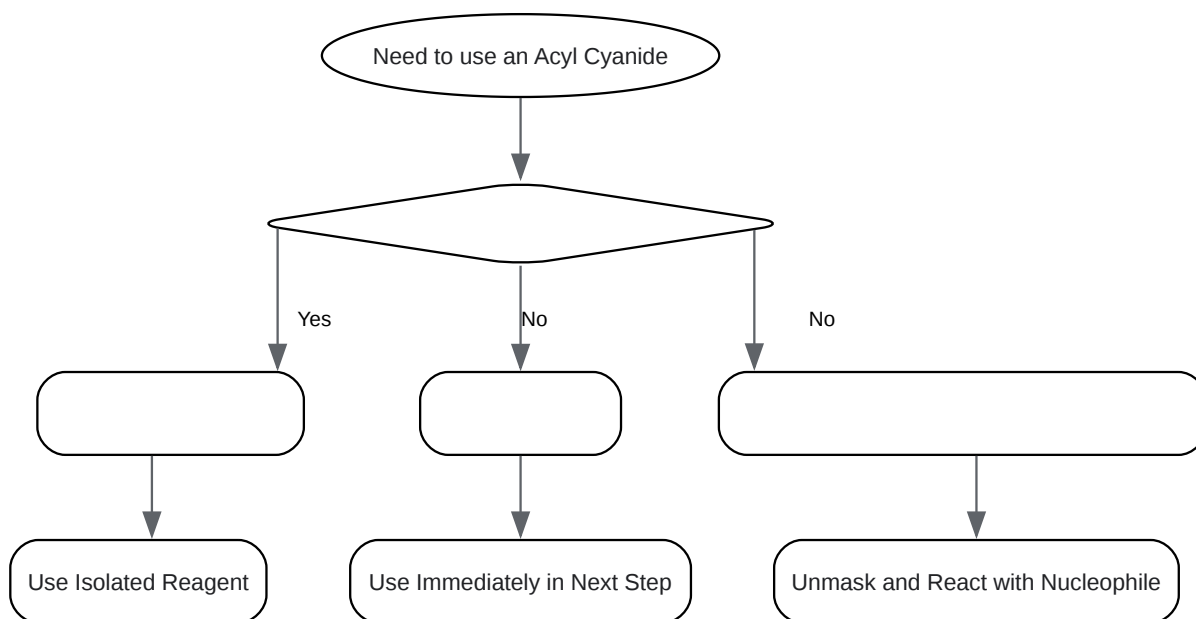 Need to use an Acyl Cyanide
Yes
No
No
Use Isolated Reagent
Use Immediately in Next Step
Unmask and React with Nucleophile